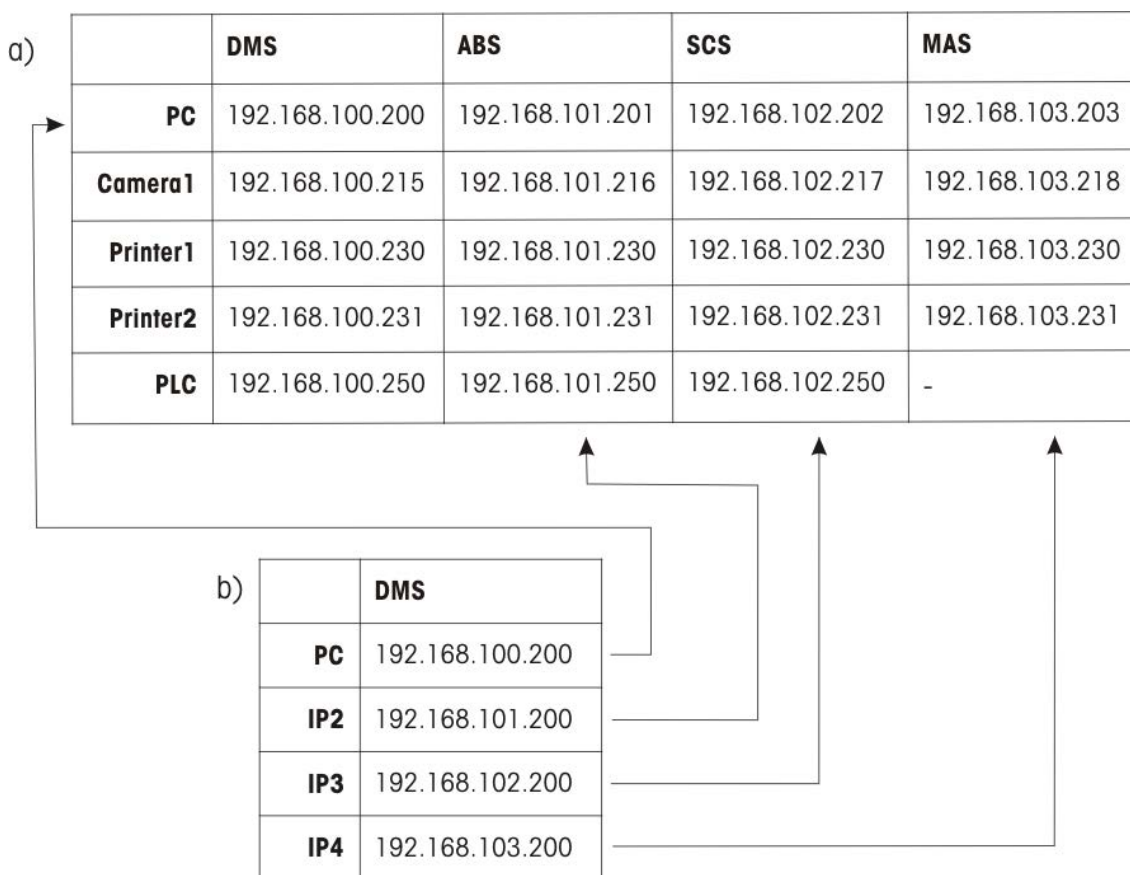 a)
DMS ABS SCS MAS
PC 192.168.100.200 192.168.101.201 192.168.102.202 192.168.103.203
Camera1 192.168.100.215 192.168.101.216 192.168.102.217 192.168.103.218
Printer1 192.168.100.230 192.168.101.230 192.168.102.230 192.168.103.230
Printer2 192.168.100.231 192.168.101.231 192.168.102.231 192.168.103.231
PLC 192.168.100.250 192.168.101.250 192.168.102.250 -
b)
DMS
PC 192.168.100.200
IP2 192.168.101.200
IP3 192.168.102.200
IP4 192.168.103.200